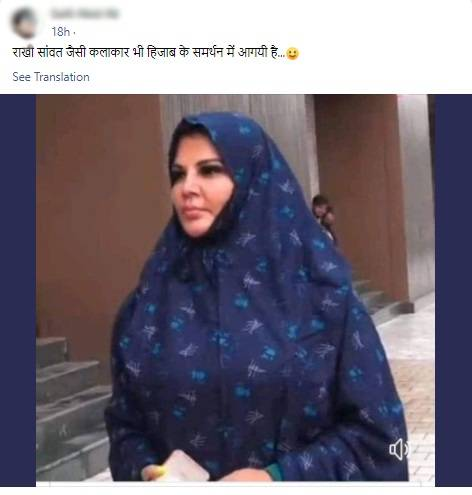 18h ·
राखी सांवत जैसी कलाकार भी हिजाब के समर्थन में आगयी है...😀
See Translation